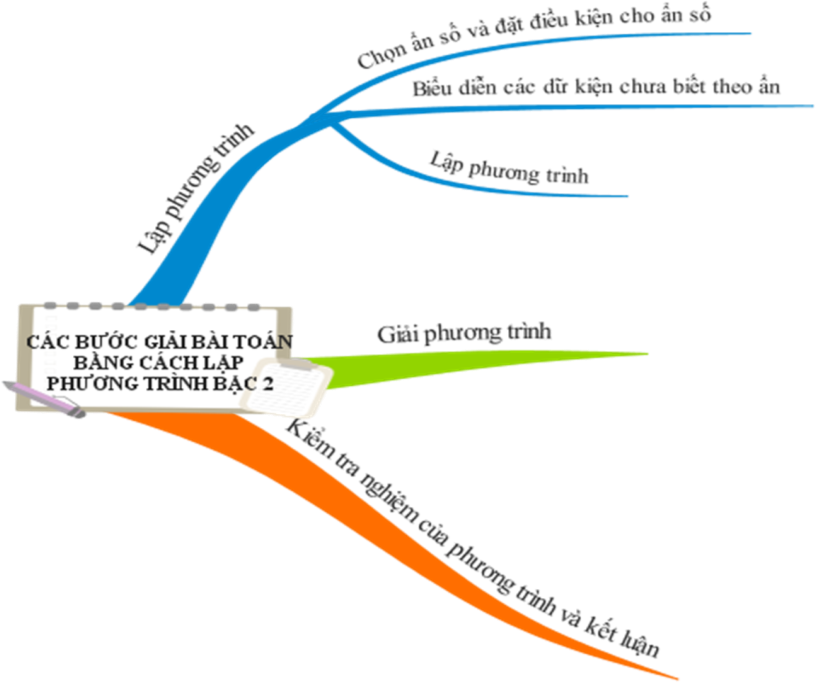 CÁC BƯỚC GIẢI BÀI TOÁN
BẰNG CÁCH LẬP
PHƯƠNG TRÌNH BẬC 2
Lập phương trình
Chọn ẩn số và đặt điều kiện cho ẩn số
Biểu diễn các dữ kiện chưa biết theo ẩn
Lập phương trình
Giải phương trình
Kiểm tra nghiệm của phương trình và kết luận